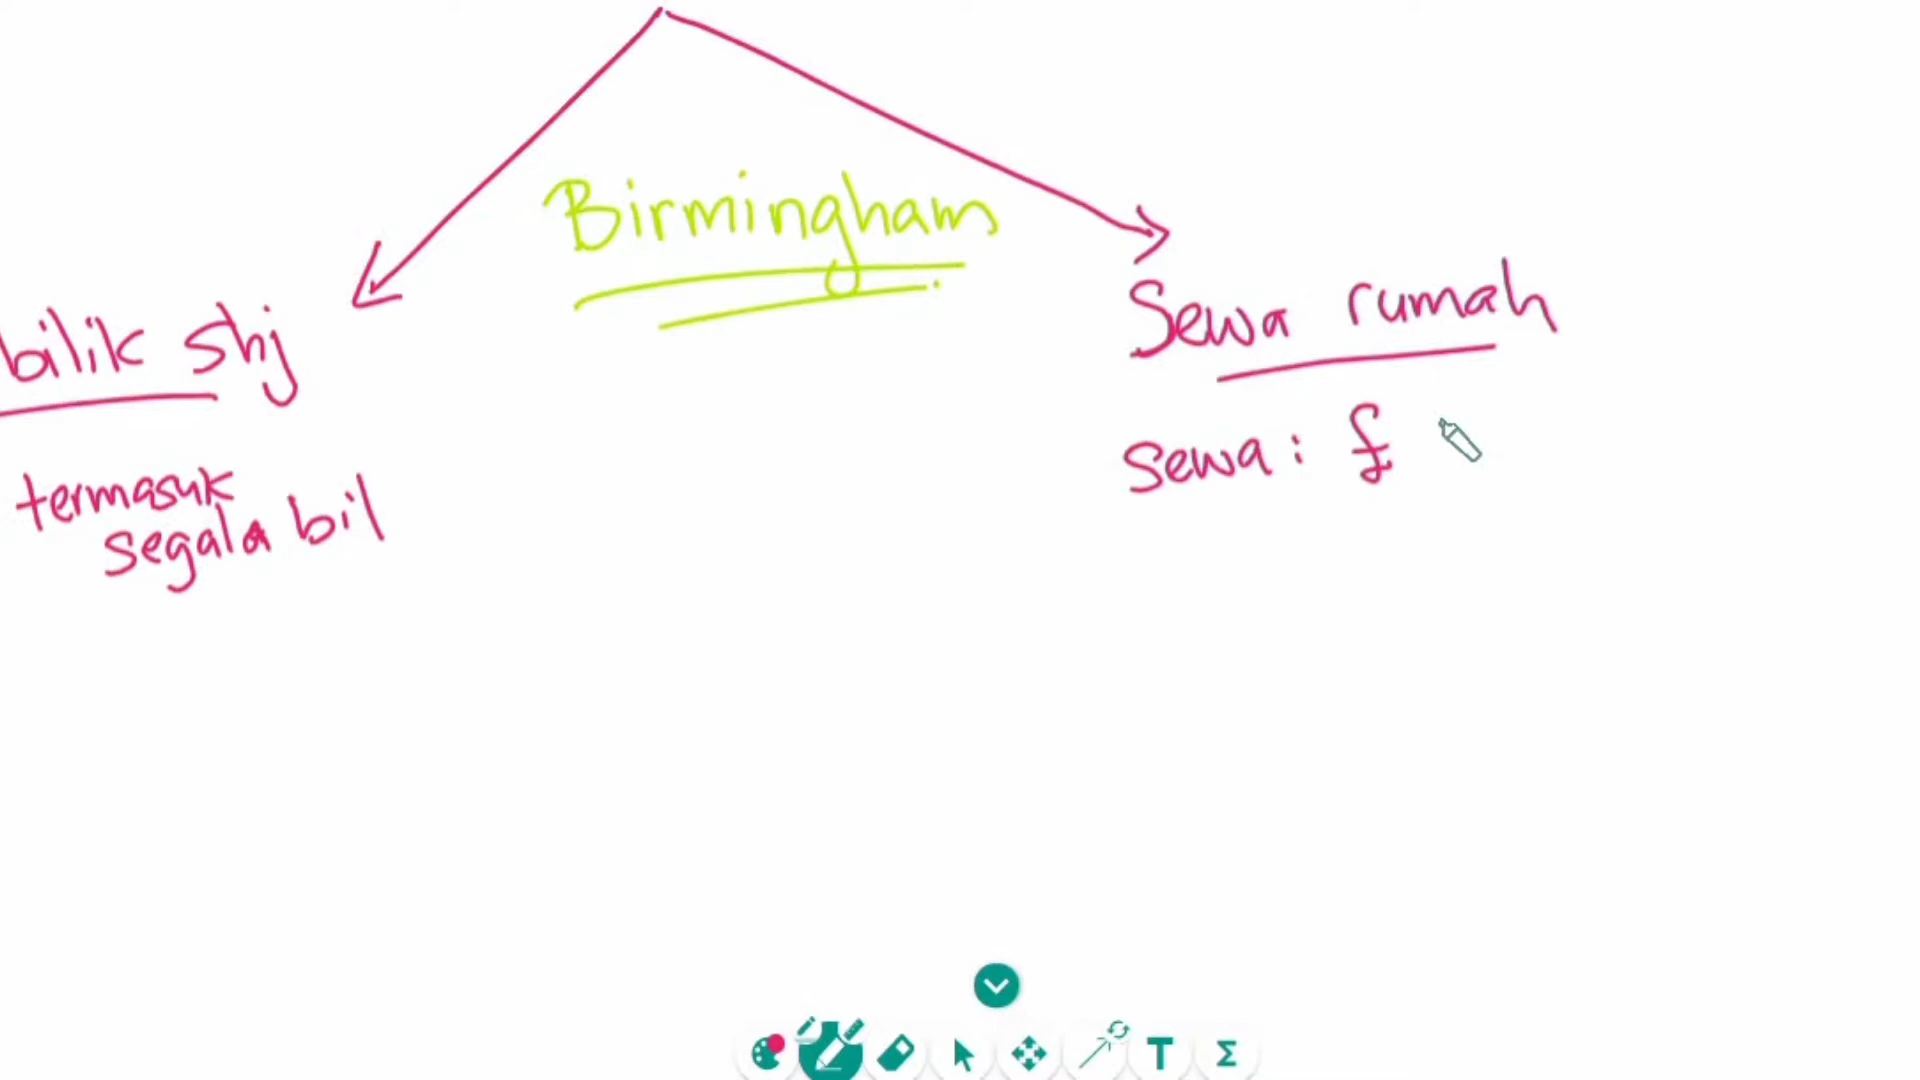 Birmingham
bilik shj
termasuk
segala bil
Sewa rumah
sewa: £
T
Σ